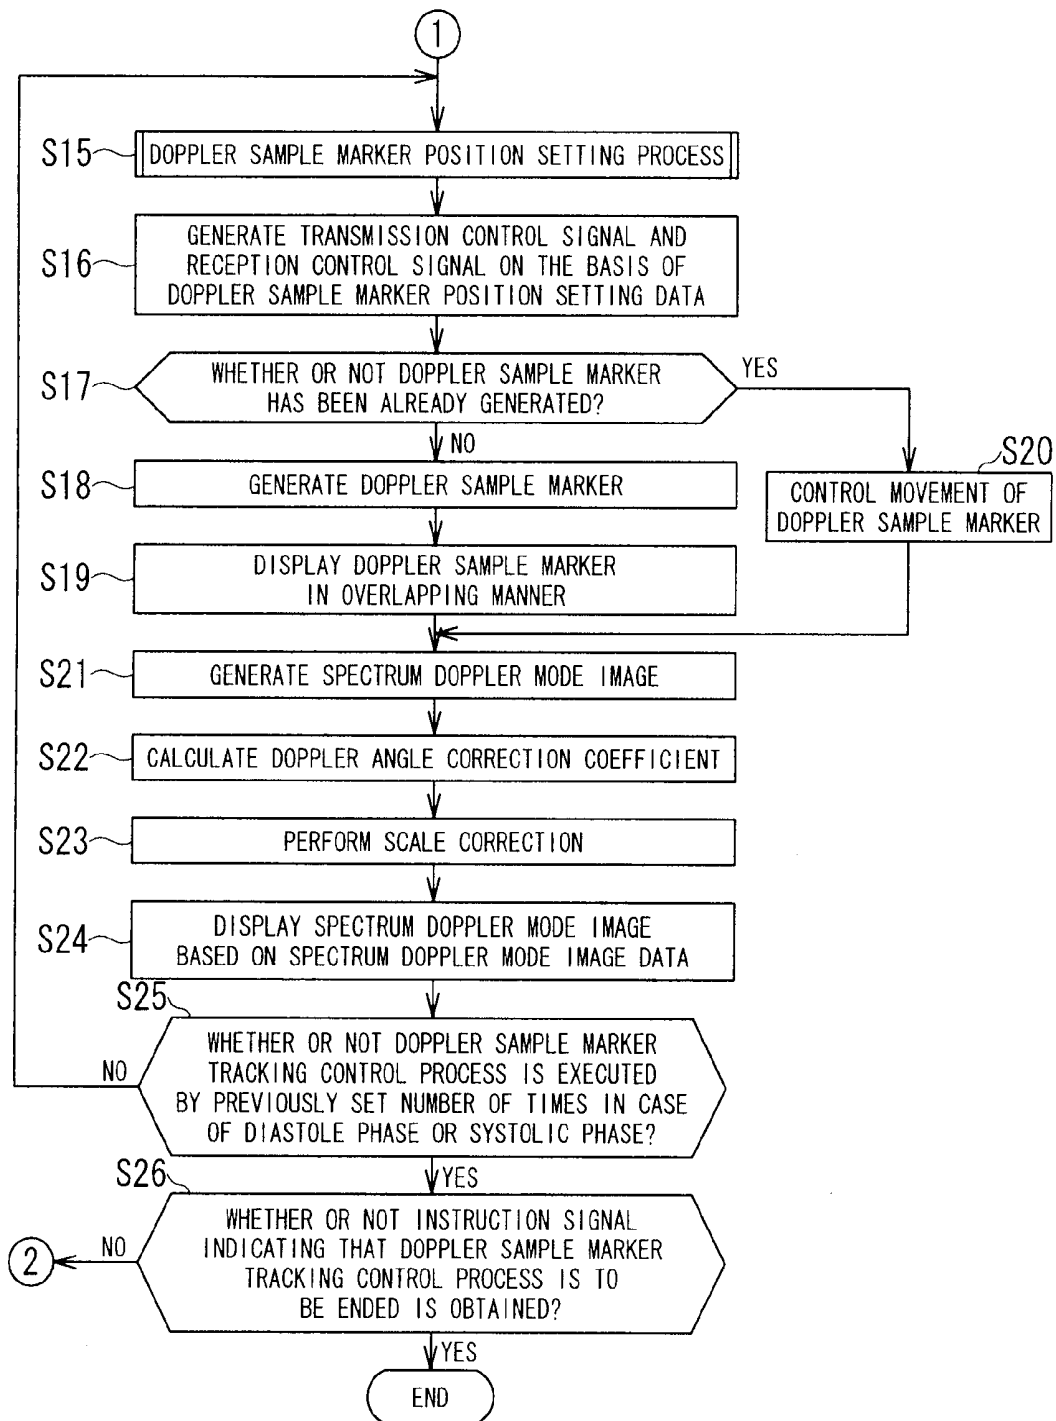 1
S15
DOPPLER SAMPLE MARKER POSITION SETTING PROCESS
S16
GENERATE TRANSMISSION CONTROL SIGNAL AND
RECEPTION CONTROL SIGNAL ON THE BASIS OF
DOPPLER SAMPLE MARKER POSITION SETTING DATA
S17
WHETHER OR NOT DOPPLER SAMPLE MARKER
HAS BEEN ALREADY GENERATED?
YES
NO
S18
GENERATE DOPPLER SAMPLE MARKER
S20
CONTROL MOVEMENT OF
DOPPLER SAMPLE MARKER
S19
DISPLAY DOPPLER SAMPLE MARKER
IN OVERLAPPING MANNER
S21
GENERATE SPECTRUM DOPPLER MODE IMAGE
S22
CALCULATE DOPPLER ANGLE CORRECTION COEFFICIENT
S23
PERFORM SCALE CORRECTION
S24
DISPLAY SPECTRUM DOPPLER MODE IMAGE
BASED ON SPECTRUM DOPPLER MODE IMAGE DATA
S25
WHETHER OR NOT DOPPLER SAMPLE MARKER
TRACKING CONTROL PROCESS IS EXECUTED
BY PREVIOUSLY SET NUMBER OF TIMES IN CASE
OF DIASTOLE PHASE OR SYSTOLIC PHASE?
NO
YES
S26
WHETHER OR NOT INSTRUCTION SIGNAL
INDICATING THAT DOPPLER SAMPLE MARKER
TRACKING CONTROL PROCESS IS TO
BE ENDED IS OBTAINED?
NO
2
YES
END